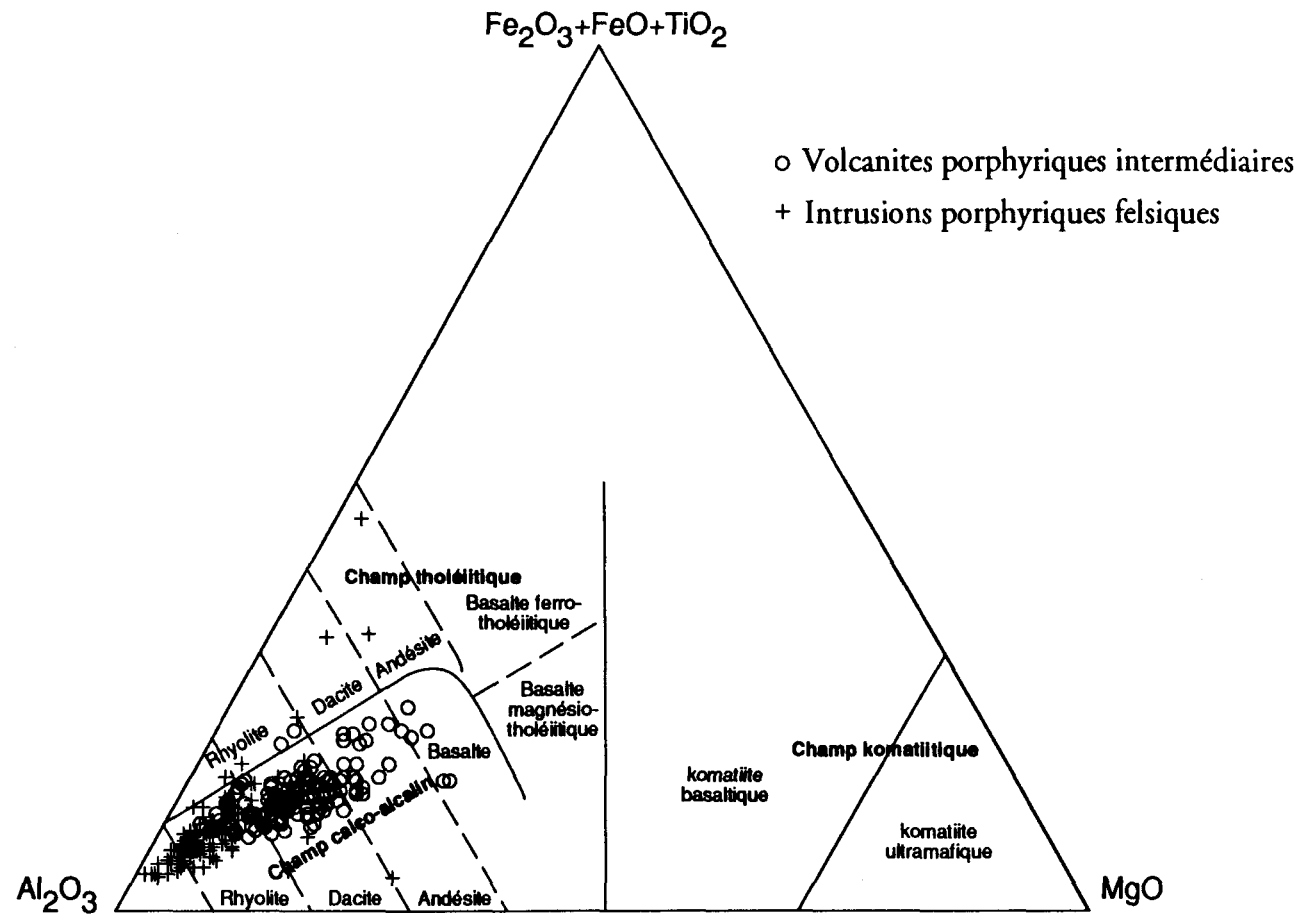 Fe2O3+FeO+TiO2
o Volcanites porphyriques intermédiaires
+ Intrusions porphyriques felsiques
Champ tholéiitique
Basalte ferro-
tholéiitique
Andésite
Dacite
Rhyolite
Basalte
magnésio-
tholéiitique
Basalte
Champ komatiitique
komatiite
basaltique
komatiite
ultramafique
Champ calco-alcalin
Rhyolite
Dacite
Andésite
Al2O3
MgO